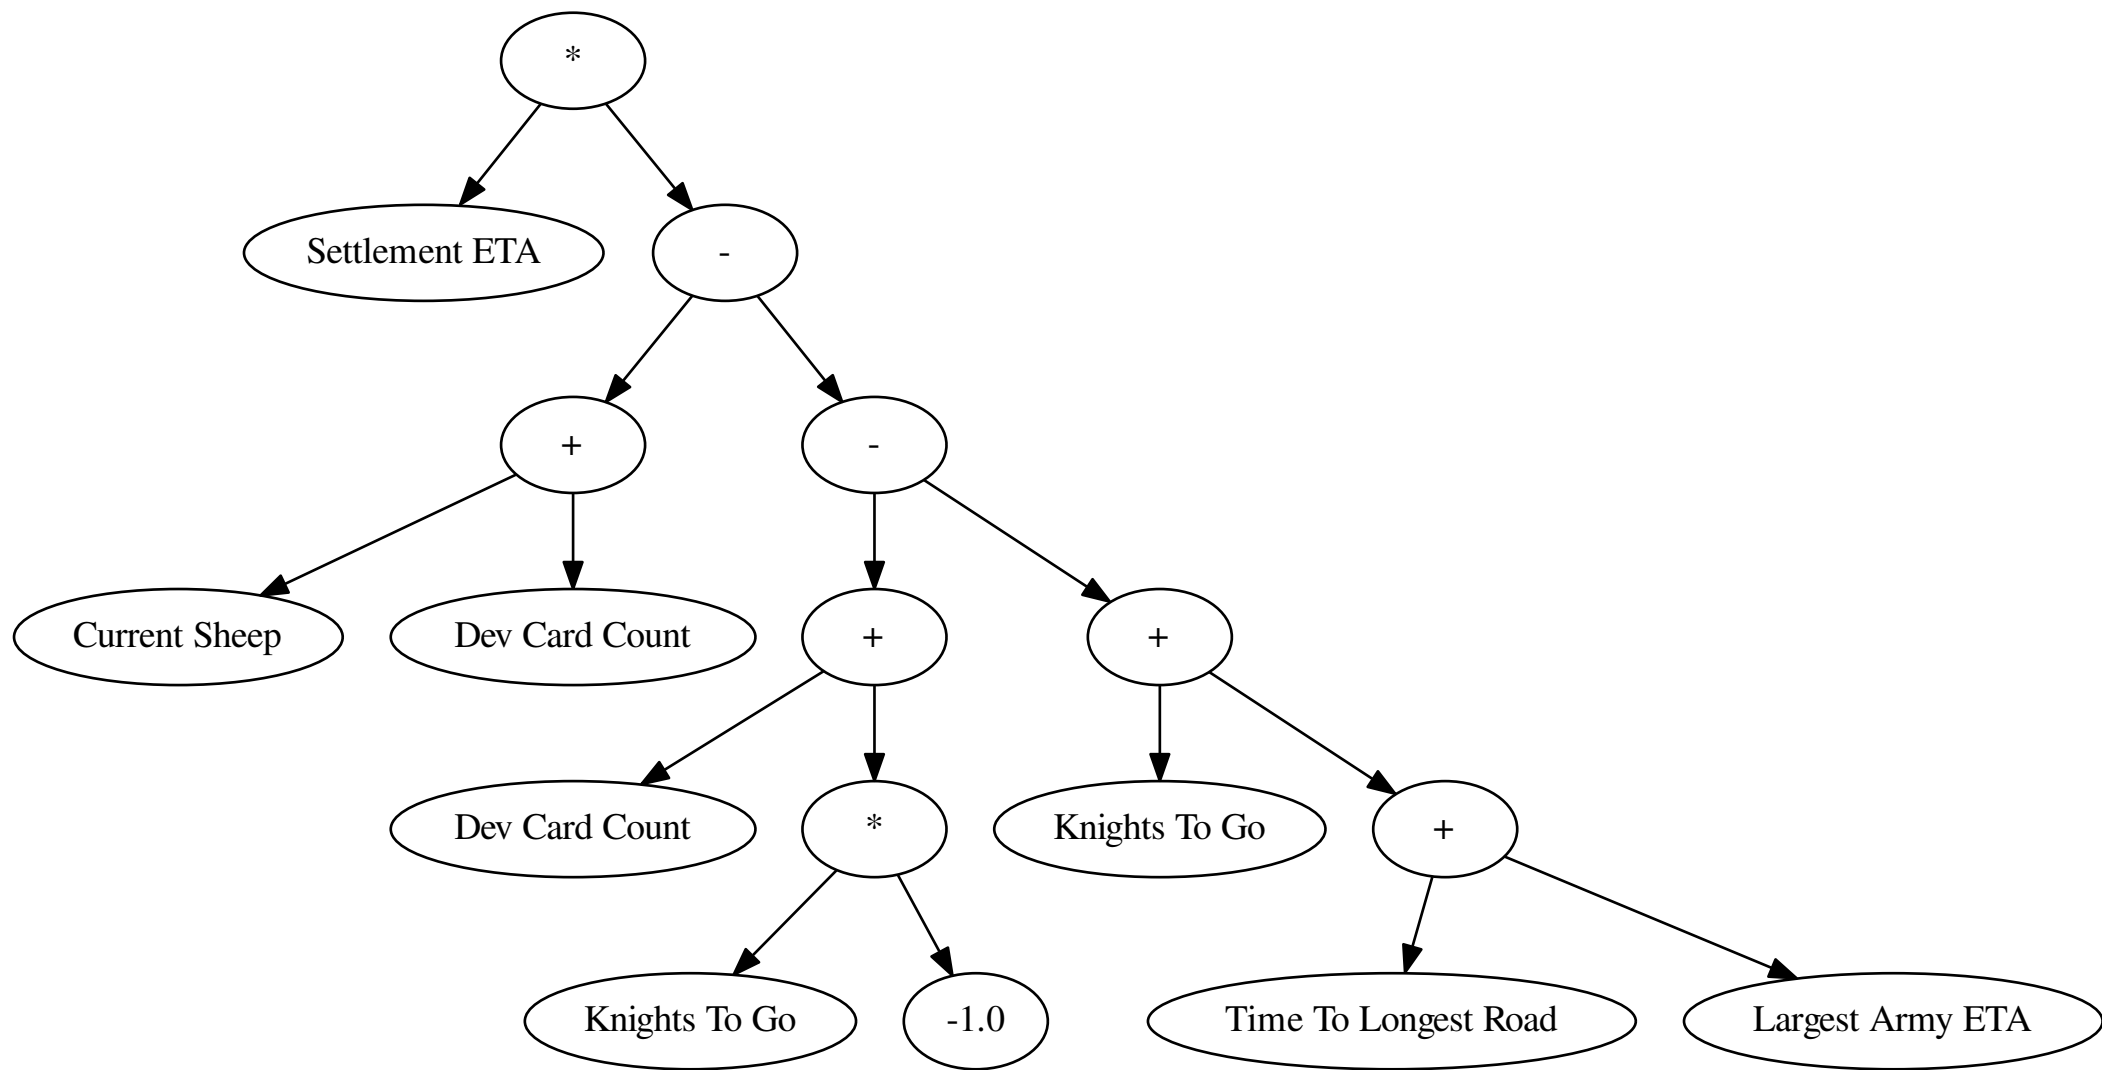 *
Settlement ETA
-
+
-
Current Sheep
Dev Card Count
+
+
Dev Card Count
*
Knights To Go
+
Knights To Go
-1.0
Time To Longest Road
Largest Army ETA